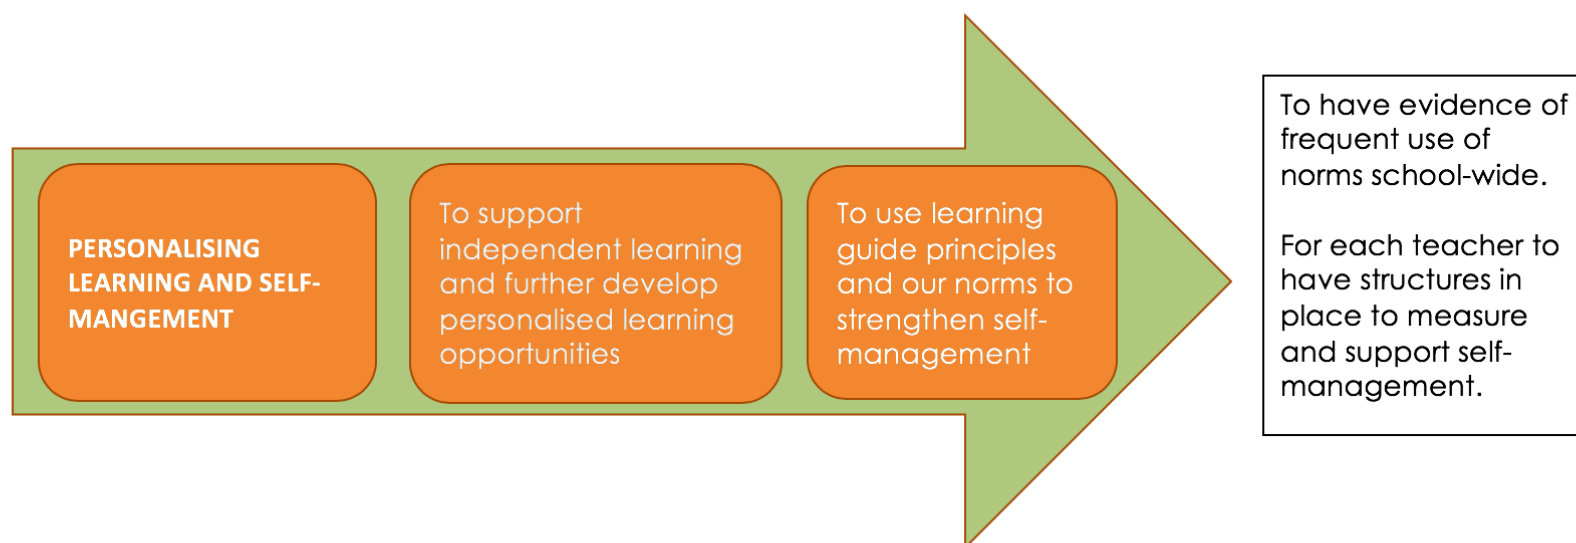 PERSONALISING
LEARNING AND SELF-
MANGEMENT
To support
independent learning
and further develop
personalised learning
opportunities
To use learning
guide principles
and our norms to
strengthen self-
management
To have evidence of
frequent use of
norms school-wide.
For each teacher to
have structures in
place to measure
and support self-
management.